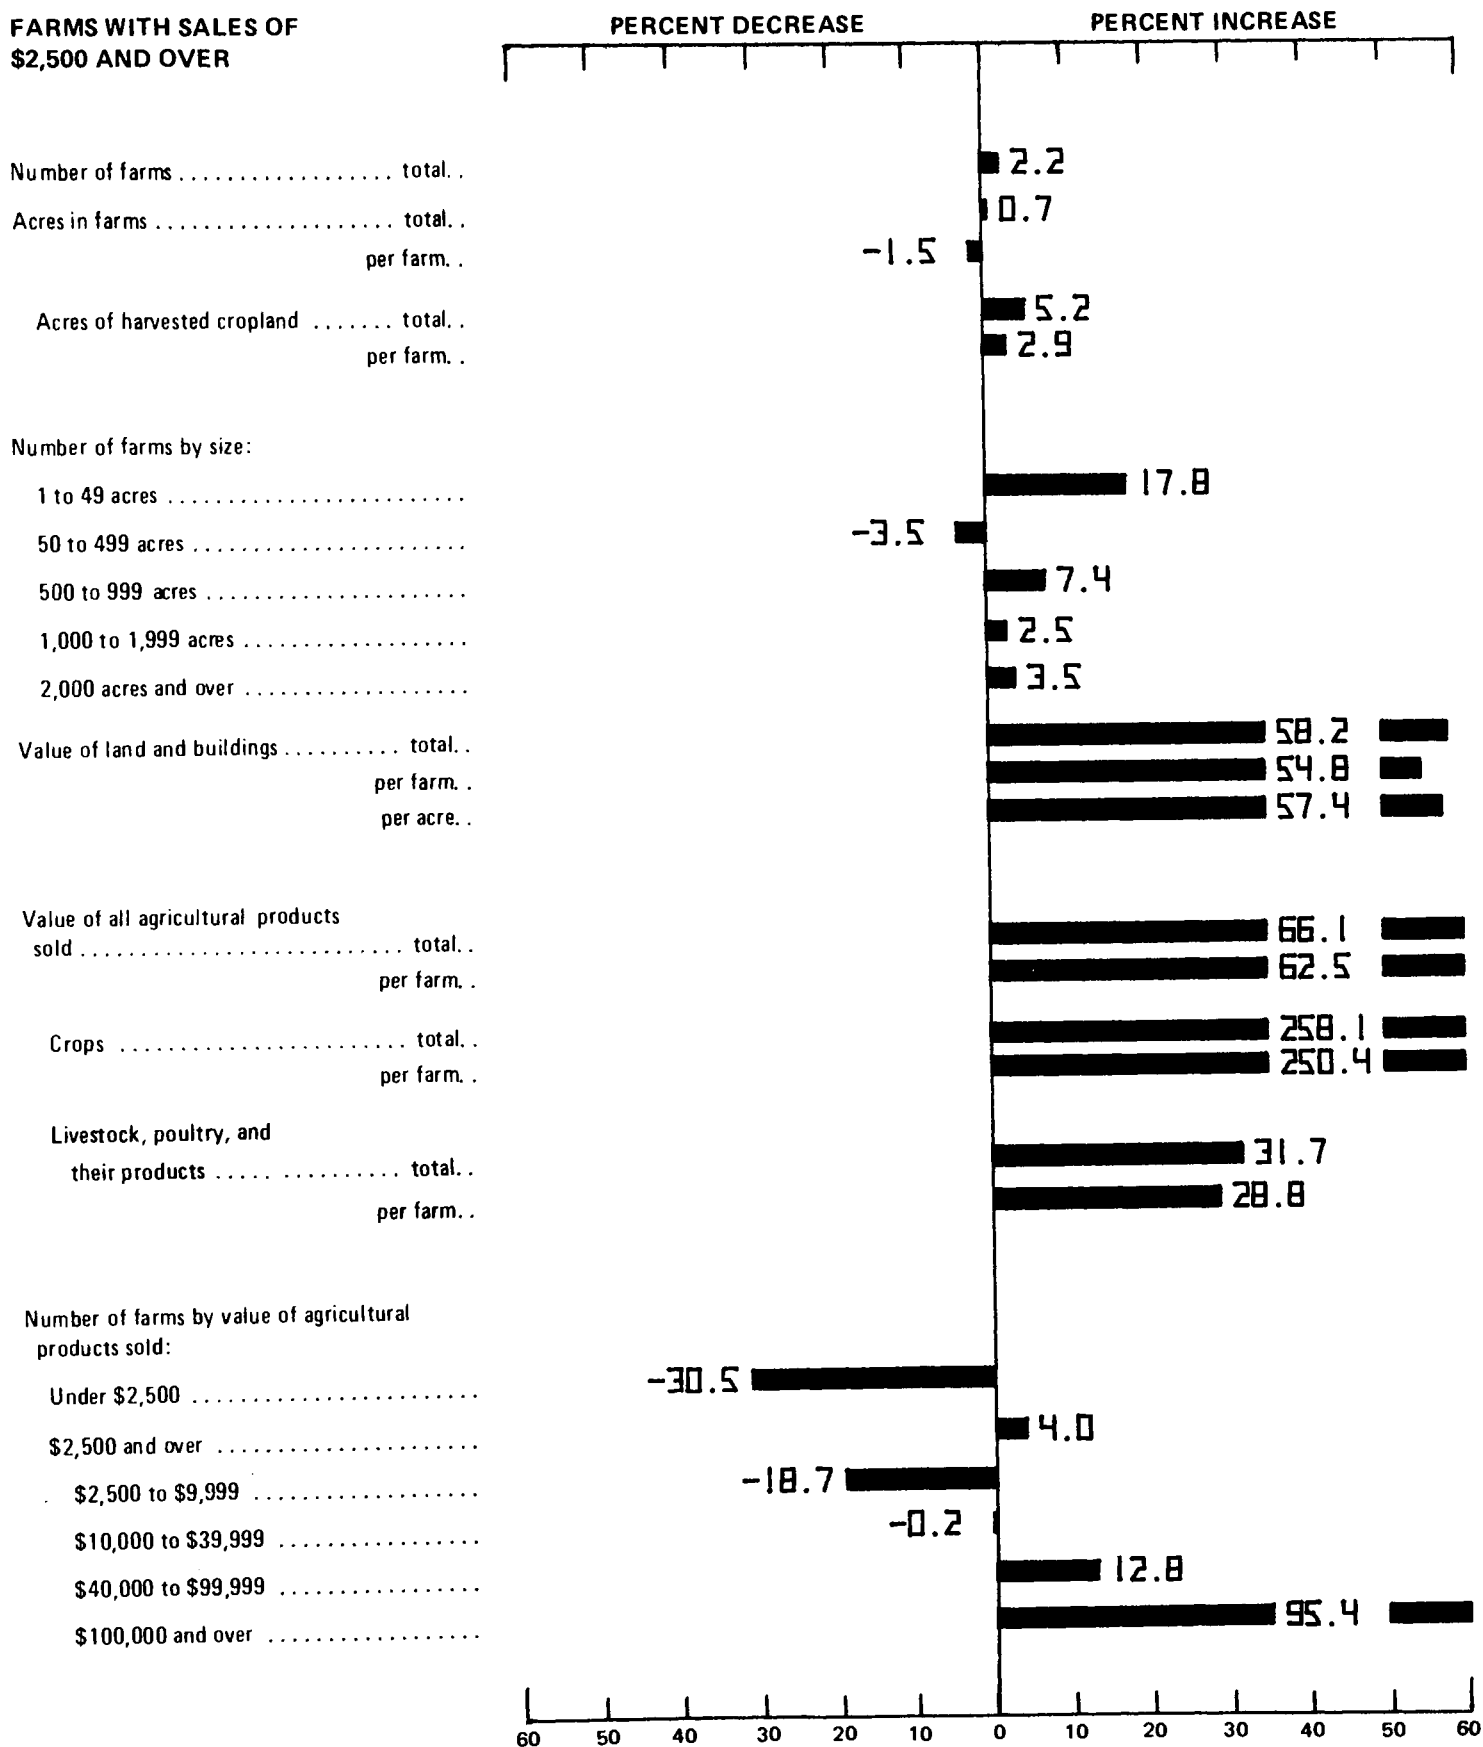 FARMS WITH SALES OF
$2,500 AND OVER
PERCENT DECREASE PERCENT INCREASE
Number of farms .................. total. . 2.2
Acres in farms .................... total. . 0.7
per farm. . -1.5
Acres of harvested cropland ....... total. . 5.2
per farm. . 2.9
Number of farms by size:
1 to 49 acres ......................... 17.8
50 to 499 acres ....................... -3.5
500 to 999 acres ...................... 7.4
1,000 to 1,999 acres ................... 2.5
2,000 acres and over ................... 3.5
Value of land and buildings .......... total. . 58.2
per farm. . 54.8
per acre. . 57.4
Value of all agricultural products
sold ........................... total. . 66.1
per farm. . 62.5
Crops ........................ total. . 258.1
per farm. . 250.4
Livestock, poultry, and
their products ..... .......... total. . 31.7
per farm. . 28.8
Number of farms by value of agricultural
products sold:
Under $2,500 ........................ -30.5
$2,500 and over ...................... 4.0
$2,500 to $9,999 ................... -18.7
$10,000 to $39,999 ................. -0.2
$40,000 to $99,999 ................. 12.8
$100,000 and over .................. 95.4
60 50 40 30 20 10 0 10 20 30 40 50 60